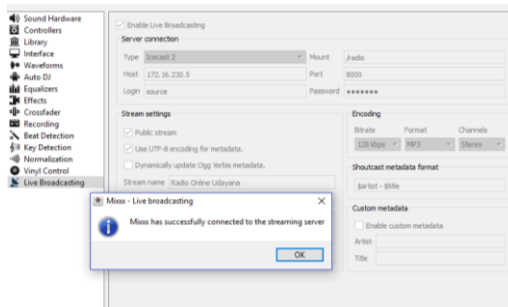 Sound Hardware
Controllers
Library
Interface
Waveforms
Auto DJ
Equalizers
Effects
Crossfader
Recording
Beat Detection
Key Detection
Normalization
Vinyl Control
Live Broadcasting
Enable Live Broadcasting
Server connection
Type Icecast 2 Mount /radio
Host 172.16.230.5 Port 8000
Login source Password •••••••
Stream settings
Public stream
Use UTF-8 encoding for metadata.
Dynamically update Ogg Vorbis metadata.
Stream name Radio Online Udayana
Encoding
Bitrate Format Channels
128 kbps MP3 Stereo
Shoutcast metadata format
$artist - $title
Custom metadata
Enable custom metadata
Artist
Title
Mixxx - Live broadcasting
Mixxx has successfully connected to the streaming server
OK